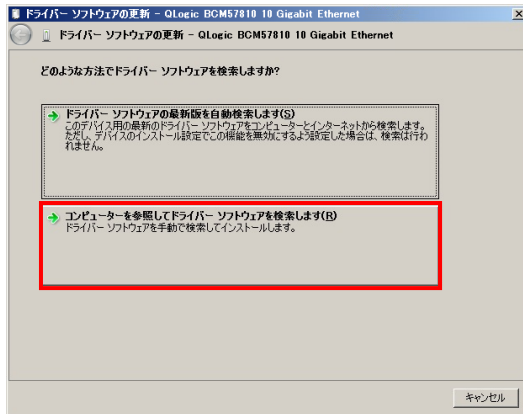 ドライバー ソフトウェアの更新 - QLogic BCM57810 10 Gigabit Ethernet
ドライバー ソフトウェアの更新 - QLogic BCM57810 10 Gigabit Ethernet
どのような方法でドライバー ソフトウェアを検索しますか?
ドライバー ソフトウェアの最新版を自動検索します(S)
このデバイス用の最新のドライバー ソフトウェアをコンピューターとインターネットから検索します。
ただし、デバイスのインストール設定でこの機能を無効にするよう設定した場合は、検索は行わ
れません。
コンピューターを参照してドライバー ソフトウェアを検索します(R)
ドライバー ソフトウェアを手動で検索してインストールします。
キャンセル